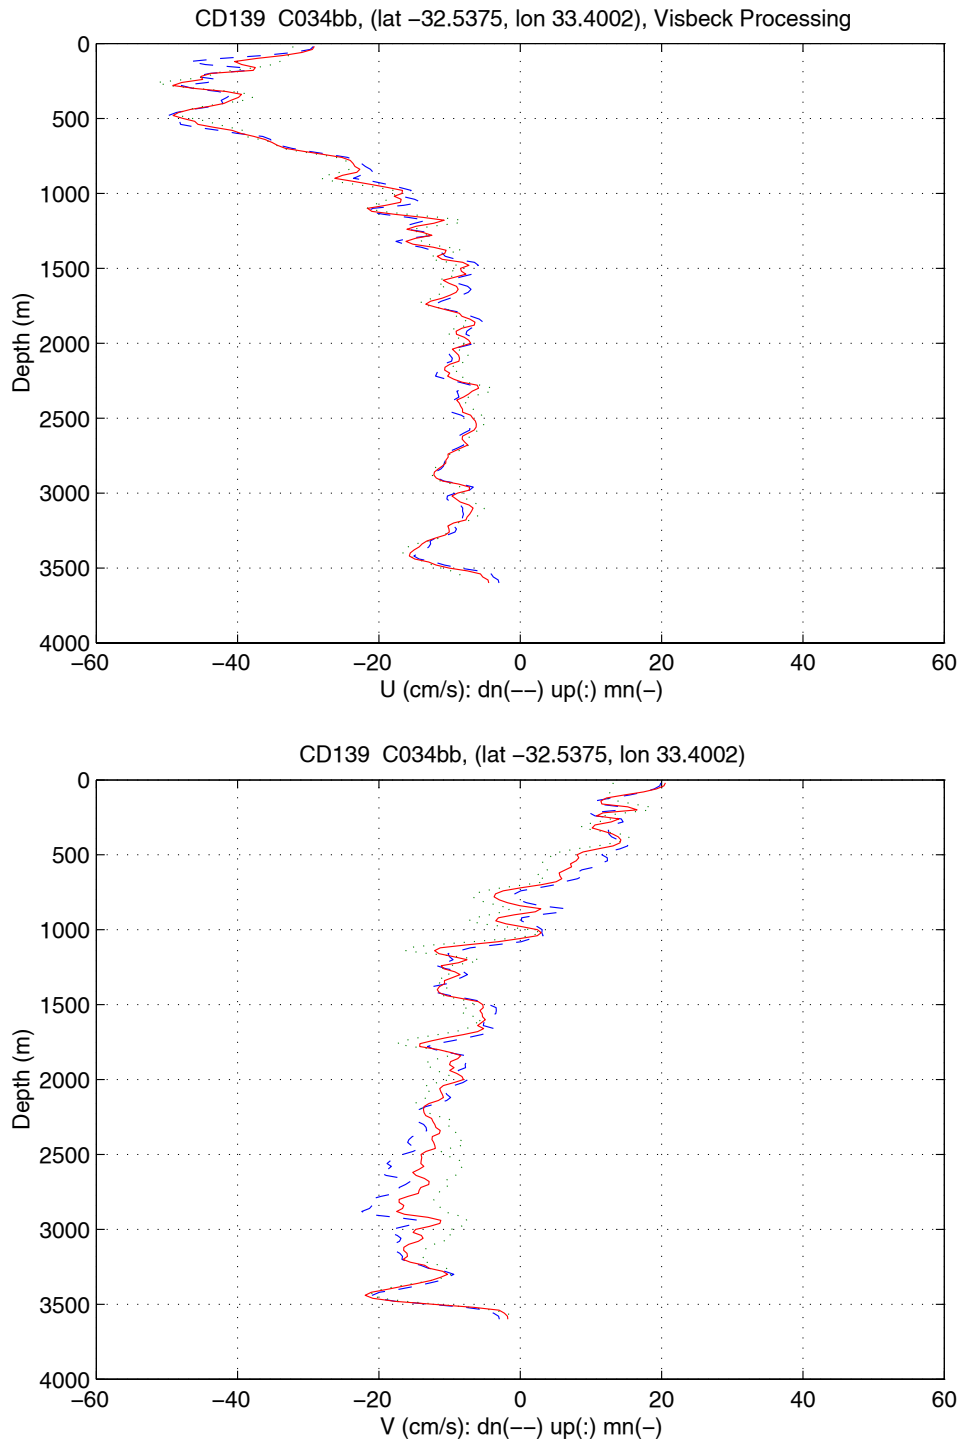 CD139 C034bb, (lat −32.5375, lon 33.4002), Visbeck Processing
0
500
1000
1500
2000
2500
3000
3500
4000
Depth (m)
−60 −40 −20 0 20 40 60
U (cm/s): dn(−−) up(:) mn(−)
CD139 C034bb, (lat −32.5375, lon 33.4002)
0
500
1000
1500
2000
2500
3000
3500
4000
Depth (m)
−60 −40 −20 0 20 40 60
V (cm/s): dn(−−) up(:) mn(−)